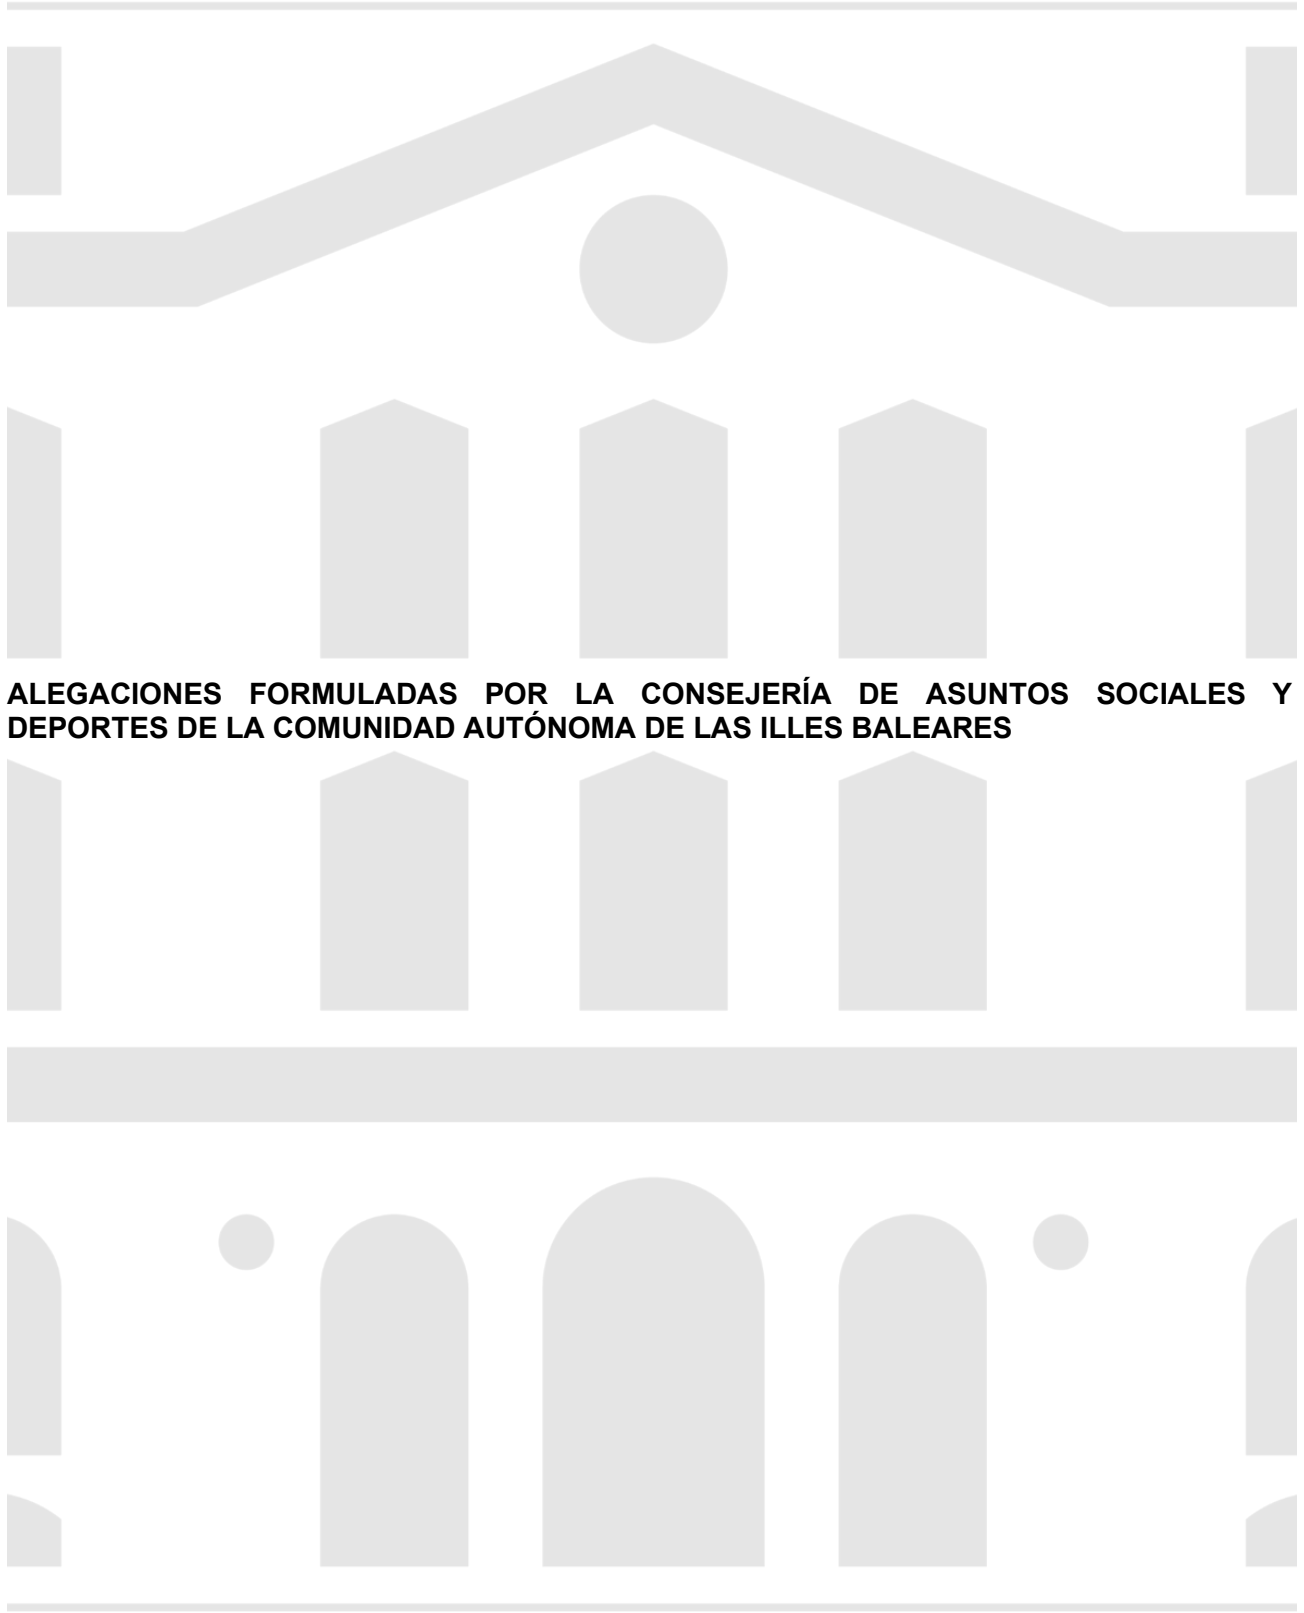 ALEGACIONES FORMULADAS POR LA CONSEJERÍA DE ASUNTOS SOCIALES Y
DEPORTES DE LA COMUNIDAD AUTÓNOMA DE LAS ILLES BALEARES